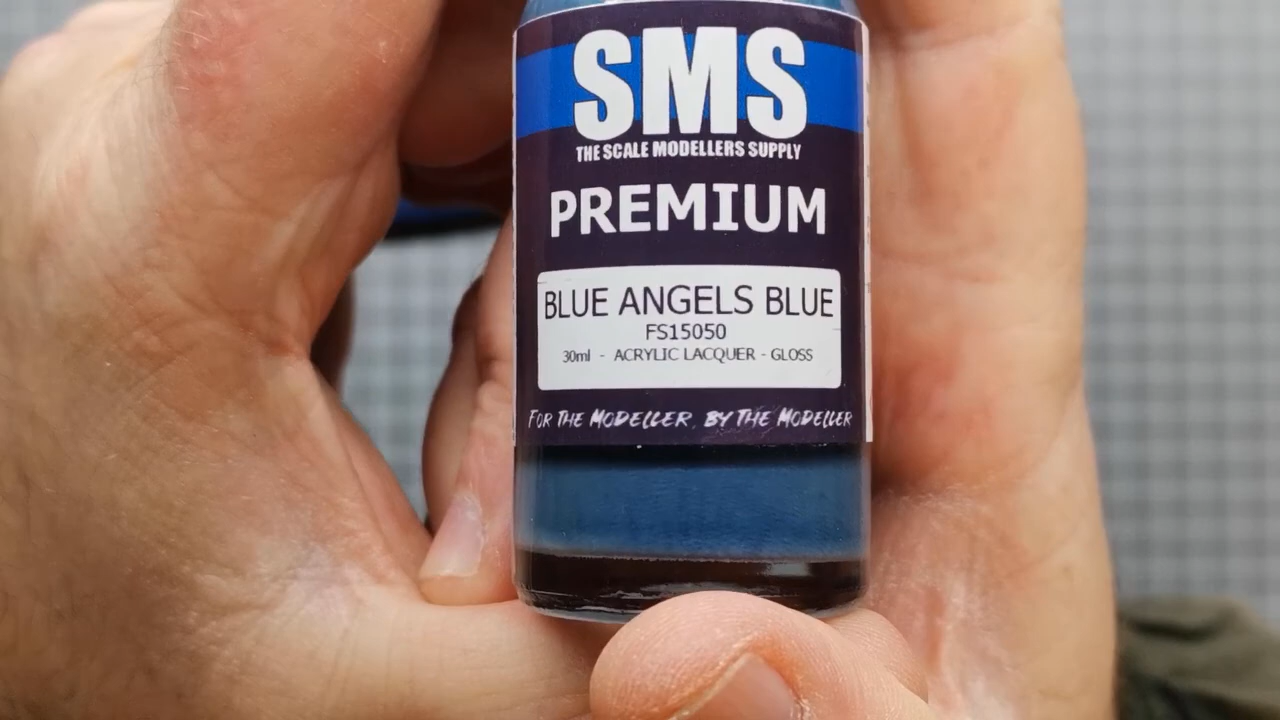 SMS
THE SCALE MODELLERS SUPPLY
PREMIUM
BLUE ANGELS BLUE
FS15050
30ml - ACRYLIC LACQUER - GLOSS
FOR THE MODELLER, BY THE MODELLER